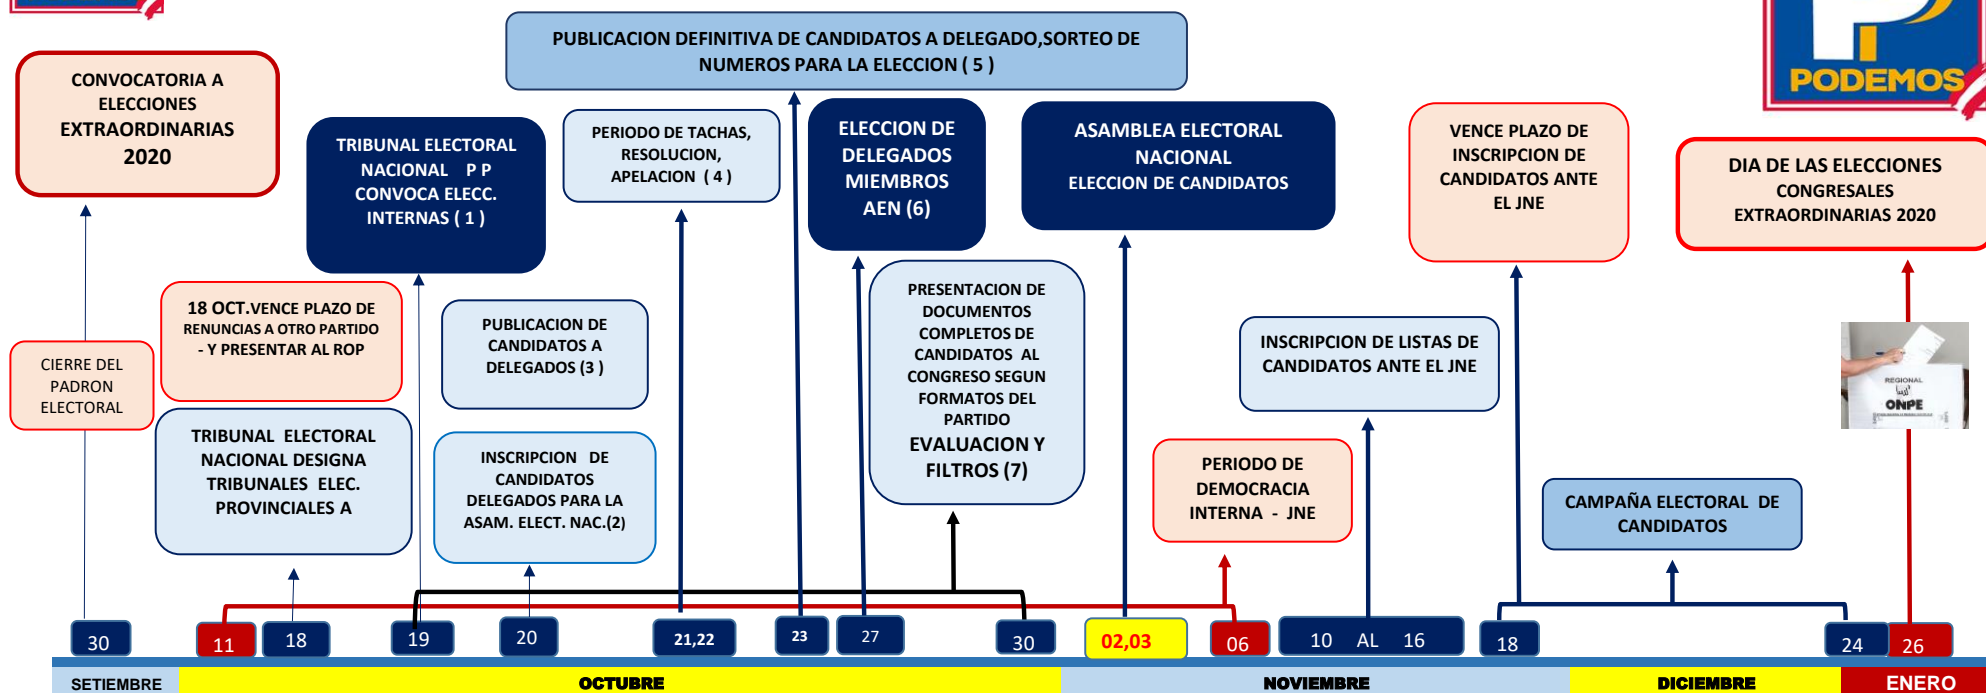 PODEMOS
PUBLICACION DEFINITIVA DE CANDIDATOS A DELEGADO,SORTEO DE
NUMEROS PARA LA ELECCION ( 5 )
CONVOCATORIA A
ELECCIONES
EXTRAORDINARIAS
2020
TRIBUNAL ELECTORAL
NACIONAL P P
CONVOCA ELECC.
INTERNAS ( 1 )
PERIODO DE TACHAS,
RESOLUCION,
APELACION ( 4 )
ELECCION DE
DELEGADOS
MIEMBROS
AEN (6)
ASAMBLEA ELECTORAL
NACIONAL
ELECCION DE CANDIDATOS
VENCE PLAZO DE
INSCRIPCION DE
CANDIDATOS ANTE
EL JNE
DIA DE LAS ELECCIONES
CONGRESALES
EXTRAORDINARIAS 2020
CIERRE DEL
PADRON
ELECTORAL
18 OCT.VENCE PLAZO DE
RENUNCIAS A OTRO PARTIDO
- Y PRESENTAR AL ROP
PUBLICACION DE
CANDIDATOS A
DELEGADOS (3 )
PRESENTACION DE
DOCUMENTOS
COMPLETOS DE
CANDIDATOS AL
CONGRESO SEGUN
FORMATOS DEL
PARTIDO
EVALUACION Y
FILTROS (7)
INSCRIPCION DE LISTAS DE
CANDIDATOS ANTE EL JNE
REGIONAL
ONPE
TRIBUNAL ELECTORAL
NACIONAL DESIGNA
TRIBUNALES ELEC.
PROVINCIALES A
INSCRIPCION DE
CANDIDATOS
DELEGADOS PARA LA
ASAM. ELECT. NAC.(2)
PERIODO DE
DEMOCRACIA
INTERNA - JNE
CAMPAÑA ELECTORAL DE
CANDIDATOS
30 11 18 19 20 21,22 23 27 30 02,03 06 10 AL 16 18 24 26
SETIEMBRE OCTUBRE NOVIEMBRE DICIEMBRE ENERO